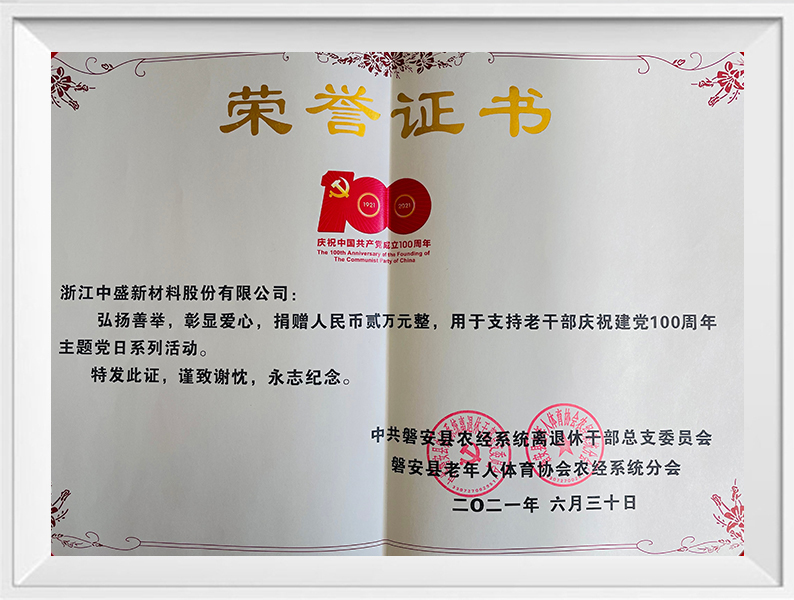 荣誉证书
100
1921
2021
庆祝中国共产党成立100周年
The 100th Anniversary of the Founding of
The Communist Party of China
浙江中盛新材料股份有限公司：
弘扬善举，彰显爱心，捐赠人民币贰万元整，用于支持老干部庆祝建党100周年
主题党日系列活动。
特发此证，谨致谢忱，永志纪念。
中共磐安县农经系统离退休干部总支委员会
磐安县老年人体育协会农经系统分会
二〇二一年 六月三十日